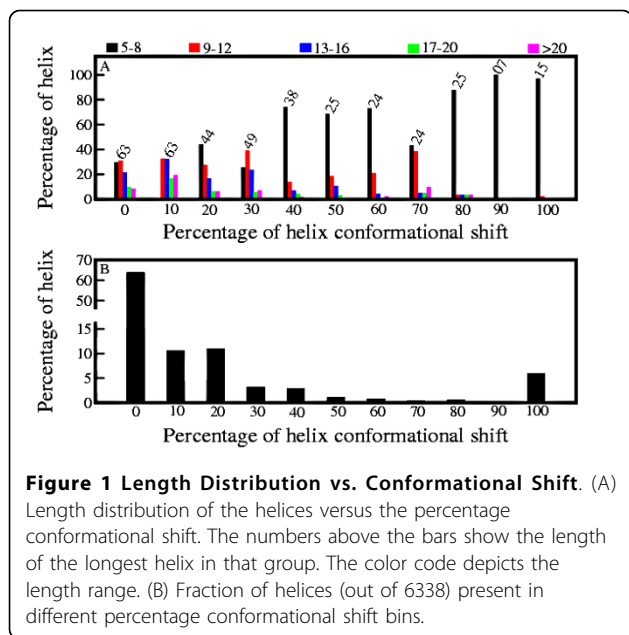 5-8 9-12 13-16 17-20 >20
A
Percentage of helix
100
80
60
40
20
0
63 63 44 49 38 25 24 24 25 07 15
0 10 20 30 40 50 60 70 80 90 100
Percentage of helix conformational shift
B
Percentage of helix
70
60
50
15
10
5
0
0 10 20 30 40 50 60 70 80 100
Percentage of helix conformational shift
Figure 1 Length Distribution vs. Conformational Shift. (A)
Length distribution of the helices versus the percentage
conformational shift. The numbers above the bars show the length
of the longest helix in that group. The color code depicts the
length range. (B) Fraction of helices (out of 6338) present in
different percentage conformational shift bins.